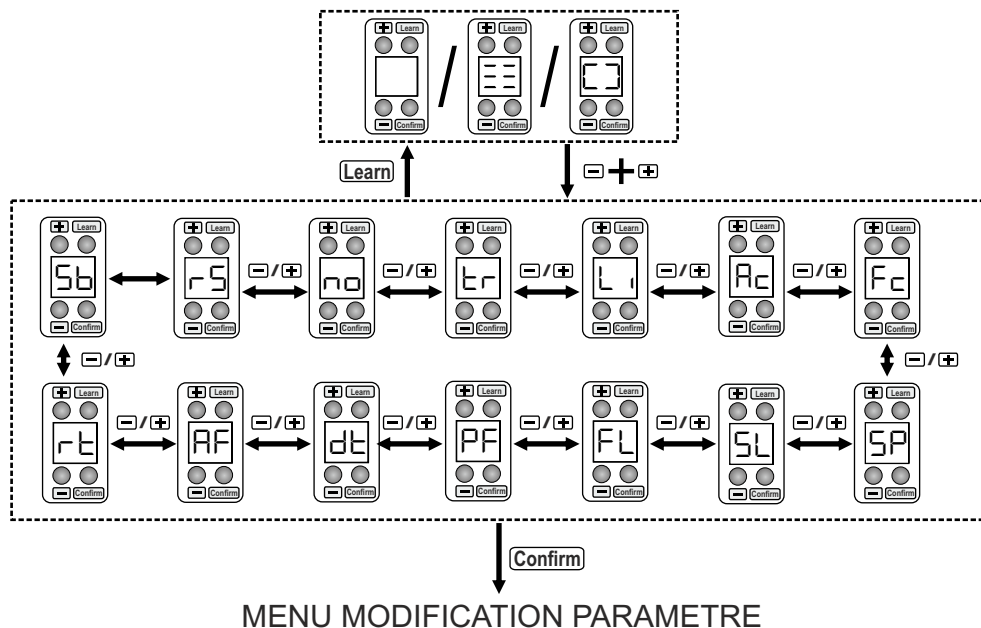 + Learn + Learn + Learn
/ /
- Confirm - Confirm - Confirm
Learn - + +
+ Learn + Learn + Learn + Learn + Learn + Learn + Learn
Sb rS no tr Li Ac Fc
- / + - / + - / + - / + - / +
- Confirm - Confirm - Confirm - Confirm - Confirm - Confirm - Confirm
- / + - / +
+ Learn + Learn + Learn + Learn + Learn + Learn + Learn
- / + - / + - / + - / + - / + - / +
rt AF dt PF FL SL SP
- Confirm - Confirm - Confirm - Confirm - Confirm - Confirm - Confirm
Confirm
MENU MODIFICATION PARAMETRE